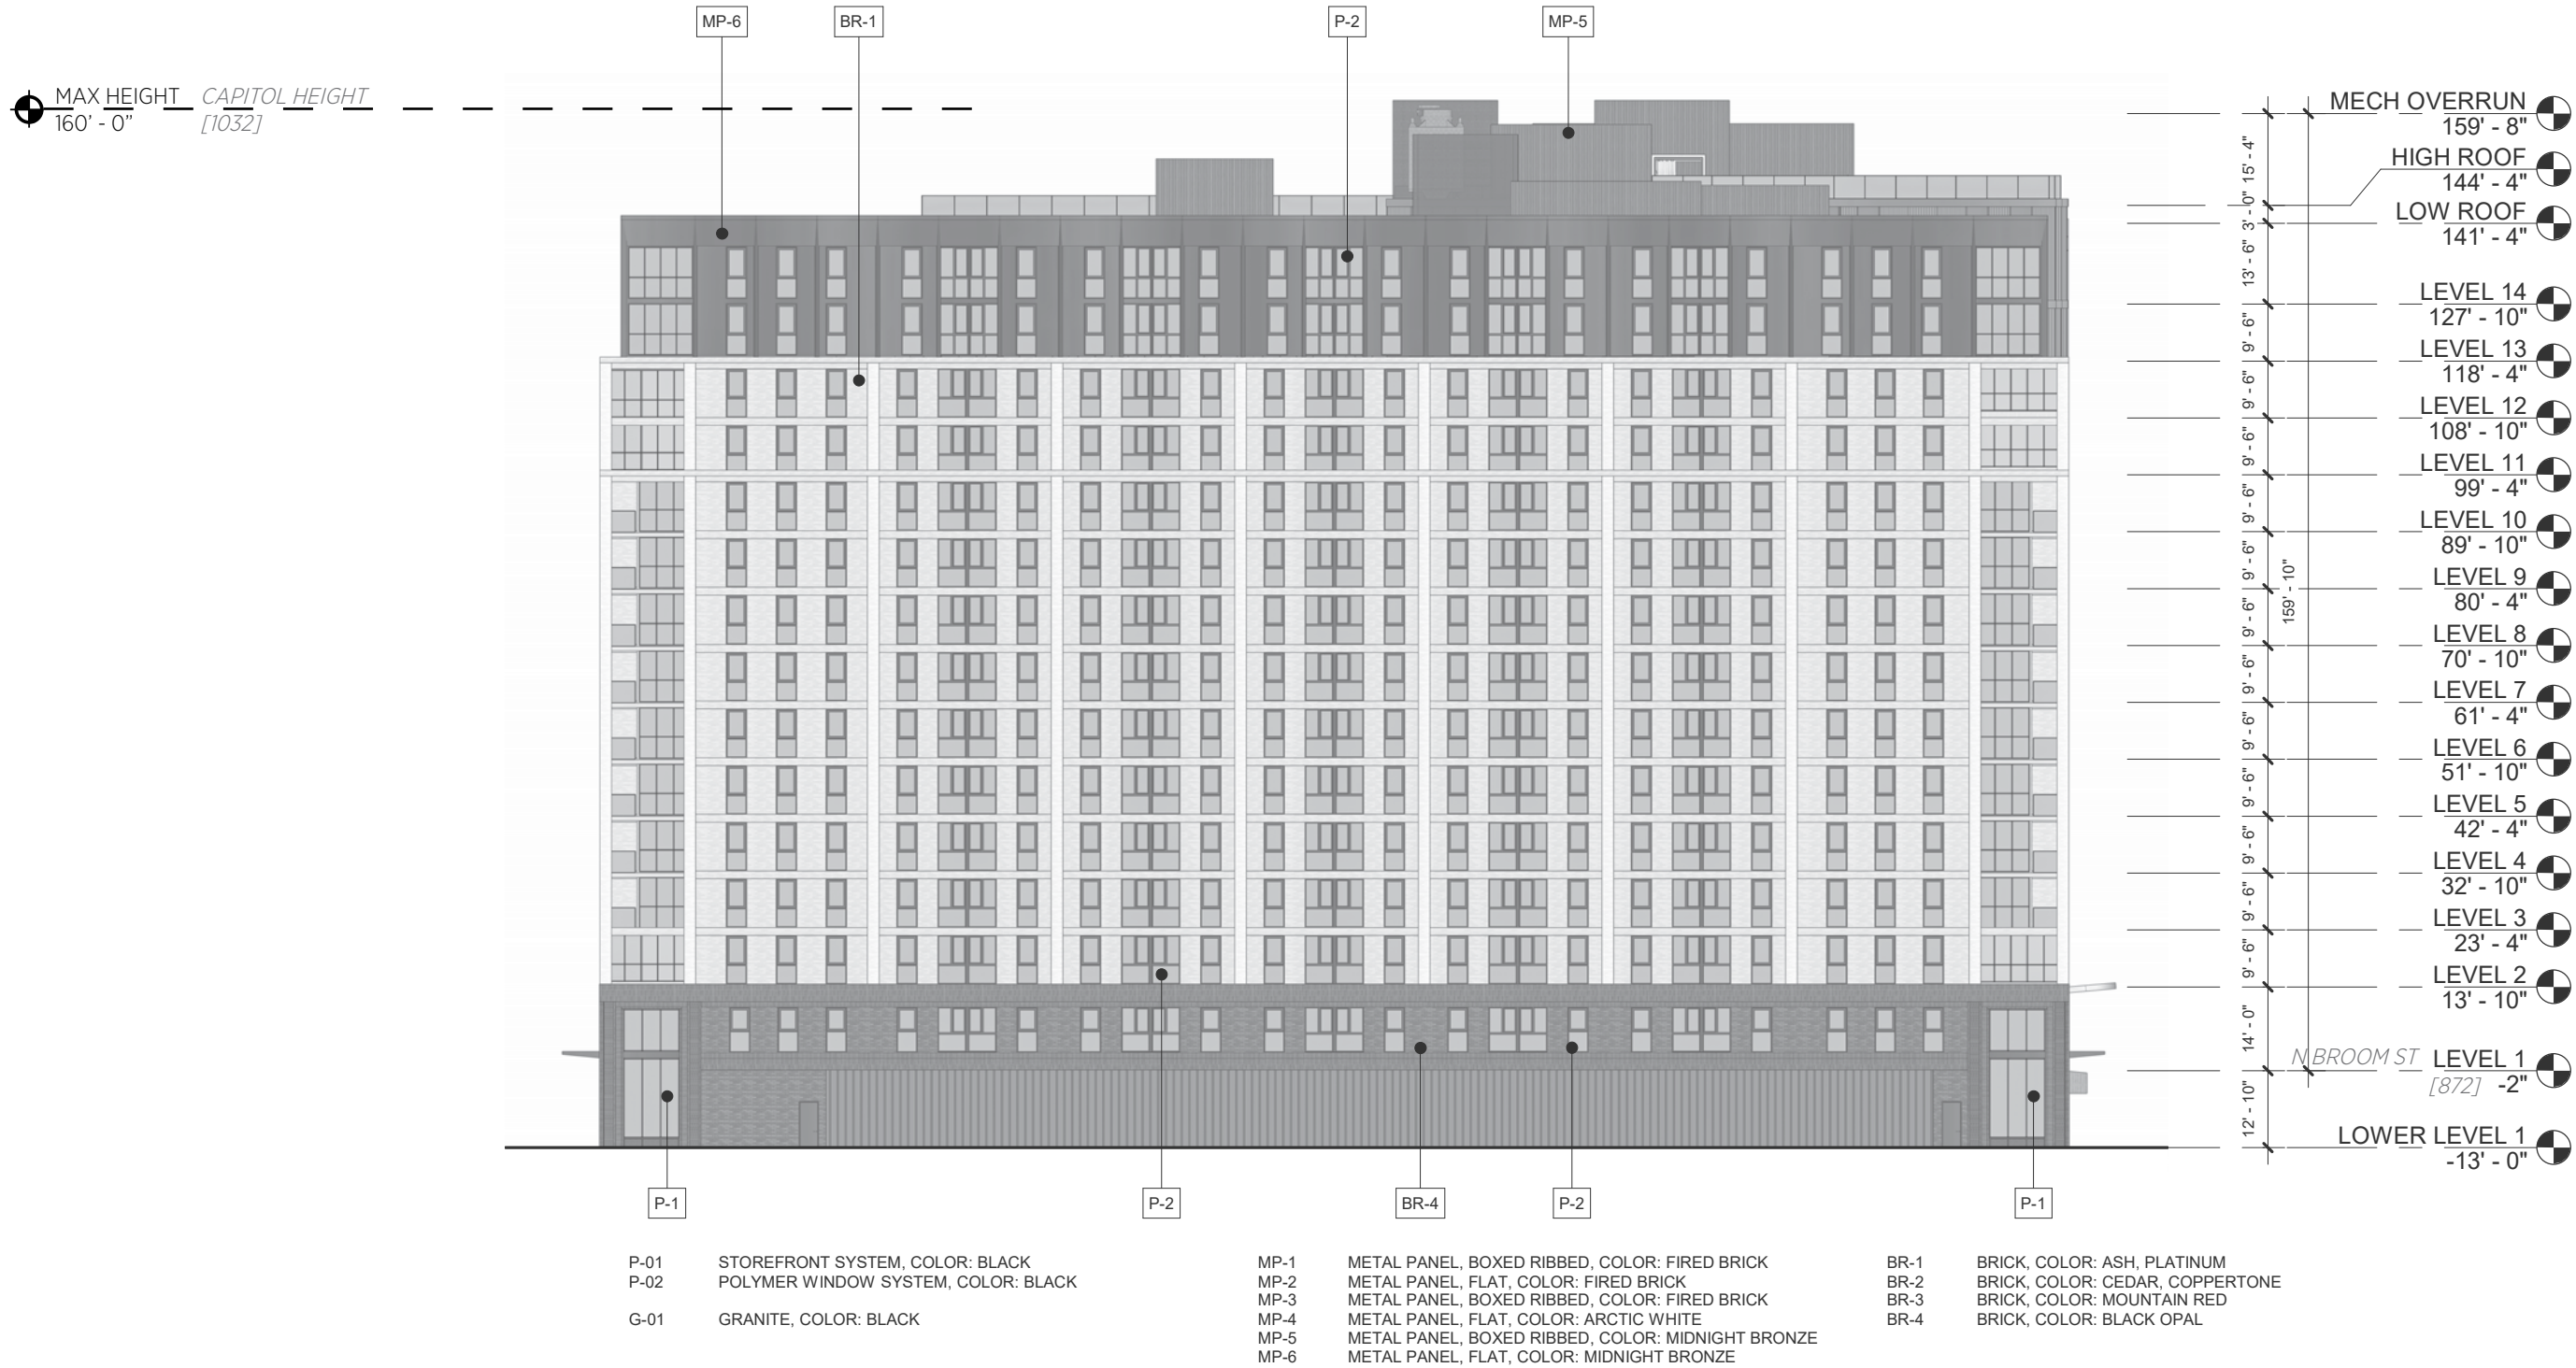 MP-6
BR-1
P-2
MP-5
MAX HEIGHT CAPITOL HEIGHT
160' - 0” [1032]
MECH OVERRUN
159' - 8"
HIGH ROOF
144' - 4"
LOW ROOF
141' - 4"
LEVEL 14
127' - 10"
LEVEL 13
118' - 4"
LEVEL 12
108' - 10"
LEVEL 11
99' - 4"
LEVEL 10
89' - 10"
LEVEL 9
80' - 4"
LEVEL 8
70' - 10"
LEVEL 7
61' - 4"
LEVEL 6
51' - 10"
LEVEL 5
42' - 4"
LEVEL 4
32' - 10"
LEVEL 3
23' - 4"
LEVEL 2
13' - 10"
N BROOM ST LEVEL 1
[872] -2"
LOWER LEVEL 1
-13' - 0"
15' - 4"
3' - 0"
13' - 6"
9' - 6"
9' - 6"
9' - 6"
9' - 6"
9' - 6"
9' - 6"
9' - 6"
9' - 6"
9' - 6"
9' - 6"
9' - 6"
9' - 6"
14' - 0"
12' - 10"
159' - 10"
P-1
P-2
BR-4
P-2
P-1
P-01 STOREFRONT SYSTEM, COLOR: BLACK
P-02 POLYMER WINDOW SYSTEM, COLOR: BLACK
G-01 GRANITE, COLOR: BLACK
MP-1 METAL PANEL, BOXED RIBBED, COLOR: FIRED BRICK
MP-2 METAL PANEL, FLAT, COLOR: FIRED BRICK
MP-3 METAL PANEL, BOXED RIBBED, COLOR: FIRED BRICK
MP-4 METAL PANEL, FLAT, COLOR: ARCTIC WHITE
MP-5 METAL PANEL, BOXED RIBBED, COLOR: MIDNIGHT BRONZE
MP-6 METAL PANEL, FLAT, COLOR: MIDNIGHT BRONZE
BR-1 BRICK, COLOR: ASH, PLATINUM
BR-2 BRICK, COLOR: CEDAR, COPPERTONE
BR-3 BRICK, COLOR: MOUNTAIN RED
BR-4 BRICK, COLOR: BLACK OPAL